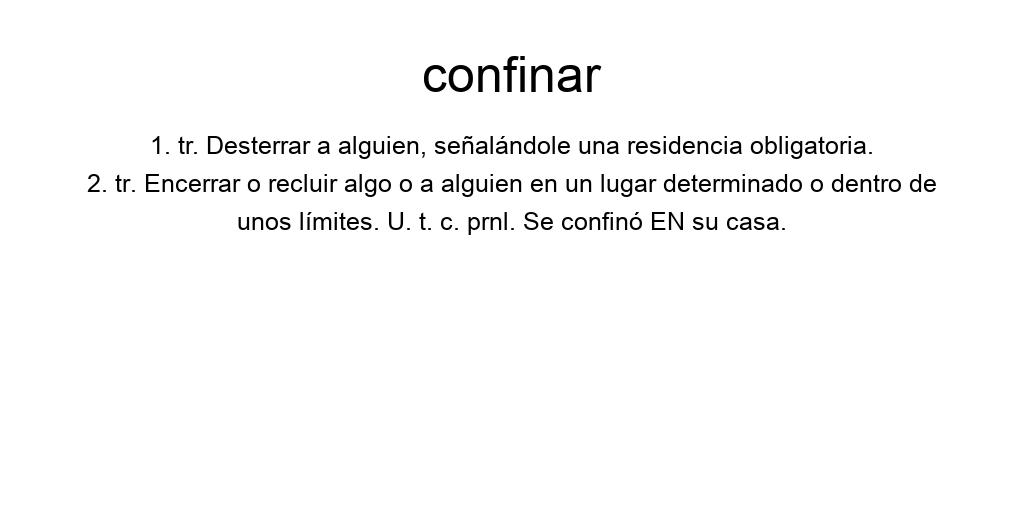 confinar
1. tr. Desterrar a alguien, señalándole una residencia obligatoria.
2. tr. Encerrar o recluir algo o a alguien en un lugar determinado o dentro de
unos límites. U. t. c. prnl. Se confinó EN su casa.